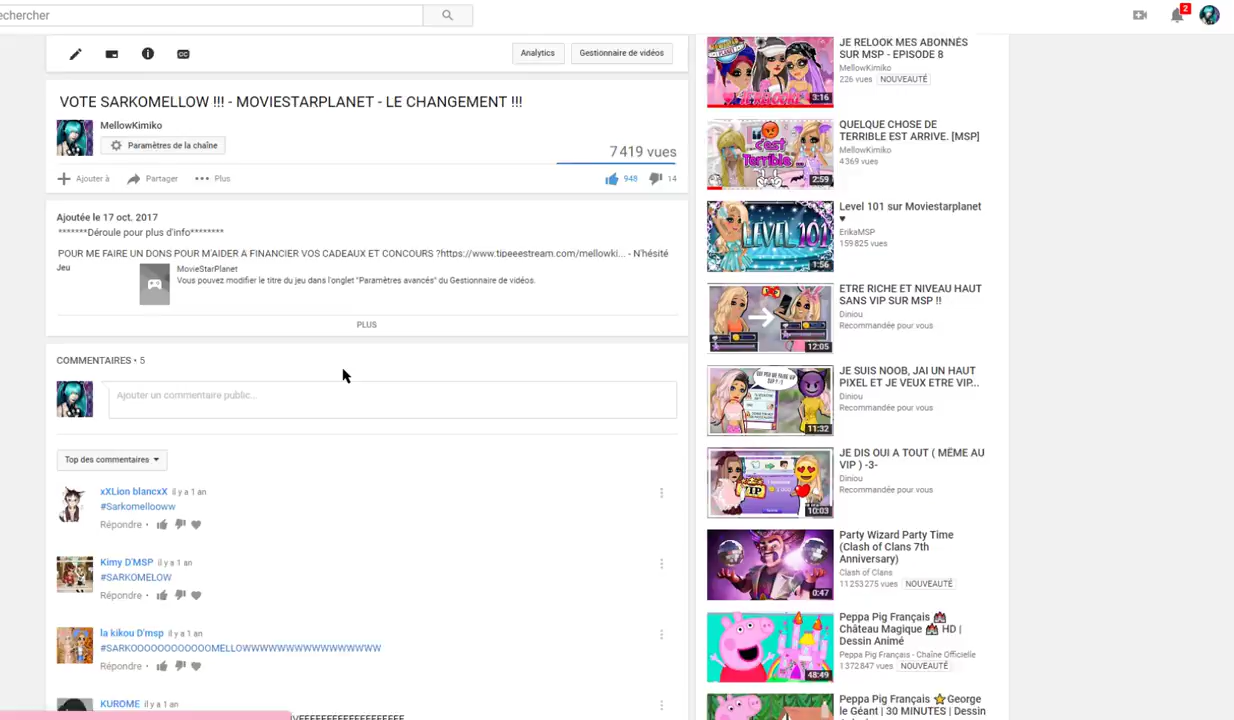 echercher
2
Analytics
Gestionnaire de vidéos
VOTE SARKOMELLOW !!! - MOVIESTARPLANET - LE CHANGEMENT !!!
MellowKimiko
Paramètres de la chaîne
7 419 vues
Ajouter à
Partager
Plus
948
14
Ajoutée le 17 oct. 2017
*******Déroule pour plus d'info********
POUR ME FAIRE UN DONS POUR M'AIDER A FINANCIER VOS CADEAUX ET CONCOURS ?https://www.tipeeestream.com/mellowki... - N'hésité
Jeu
MovieStarPlanet
Vous pouvez modifier le titre du jeu dans l'onglet "Paramètres avancés" du Gestionnaire de vidéos.
PLUS
COMMENTAIRES • 5
Ajouter un commentaire public...
Top des commentaires
xXLion blancxX il y a 1 an
#Sarkomellooww
Répondre •
Kimy D'MSP il y a 1 an
#SARKOMELOW
Répondre •
la kikou D'msp il y a 1 an
#SARKOOOOOOOOOOOOMELLOWWWWWWWWWWWWWWWWW
Répondre •
KUROME il y a 1 an
JE RELOOK MES ABONNÉS
SUR MSP - EPISODE 8
MellowKimiko
226 vues NOUVEAUTÉ
3:16
QUELQUE CHOSE DE
TERRIBLE EST ARRIVE. [MSP]
MellowKimiko
4 369 vues
c'est
Terrible...
2:59
Level 101 sur Moviestarplanet
♥
ErikaMSP
159 825 vues
LEVEL 101
1:56
ETRE RICHE ET NIVEAU HAUT
SANS VIP SUR MSP !!
Diniou
Recommandée pour vous
12:05
JE SUIS NOOB, JAI UN HAUT
PIXEL ET JE VEUX ETRE VIP...
Diniou
Recommandée pour vous
11:32
JE DIS OUI A TOUT ( MÊME AU
VIP ) -3-
Diniou
Recommandée pour vous
VIP
10:03
Party Wizard Party Time
(Clash of Clans 7th
Anniversary)
Clash of Clans
11 253 275 vues NOUVEAUTÉ
0:47
Peppa Pig Français 🏰
Château Magique 🏰 HD |
Dessin Animé
Peppa Pig Français - Chaîne Officielle
1 372 847 vues NOUVEAUTÉ
48:49
Peppa Pig Français ⭐George
le Géant | 30 MINUTES | Dessin